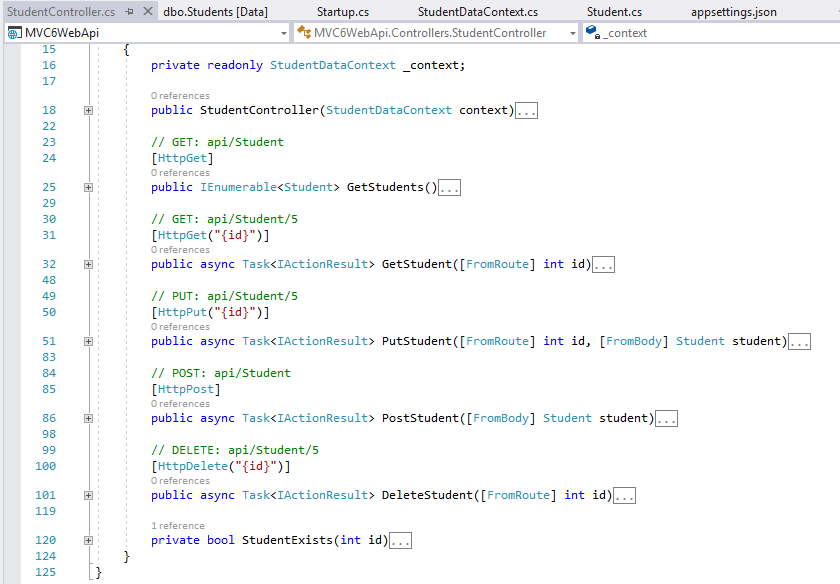 StudentController.cs dbo.Students [Data] Startup.cs StudentDataContext.cs Student.cs appsettings.json
MVC6WebApi MVC6WebApi.Controllers.StudentController _context
15 {
16 private readonly StudentDataContext _context;
17
0 references
18 public StudentController(StudentDataContext context)...
22
23 // GET: api/Student
24 [HttpGet]
0 references
25 public IEnumerable<Student> GetStudents()...
29
30 // GET: api/Student/5
31 [HttpGet("{id}")]
0 references
32 public async Task<IActionResult> GetStudent([FromRoute] int id)...
48
49 // PUT: api/Student/5
50 [HttpPut("{id}")]
0 references
51 public async Task<IActionResult> PutStudent([FromRoute] int id, [FromBody] Student student)...
83
84 // POST: api/Student
85 [HttpPost]
0 references
86 public async Task<IActionResult> PostStudent([FromBody] Student student)...
98
99 // DELETE: api/Student/5
100 [HttpDelete("{id}")]
0 references
101 public async Task<IActionResult> DeleteStudent([FromRoute] int id)...
119
1 reference
120 private bool StudentExists(int id)...
124 }
125 }